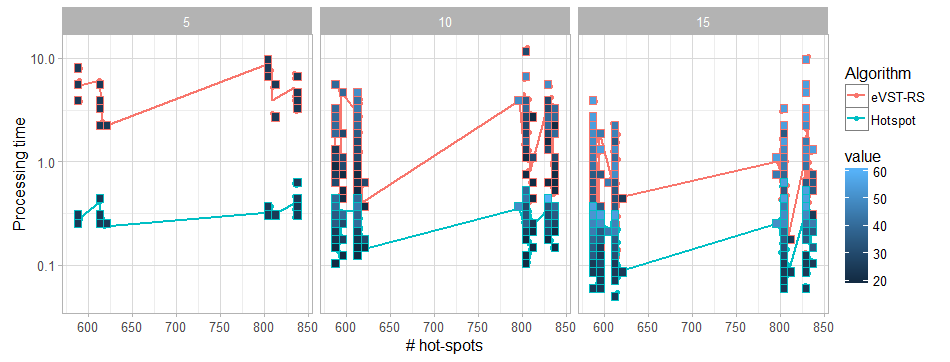 5 10 15
10.0
1.0
0.1
Processing time
600 650 700 750 800 850 600 650 700 750 800 850 600 650 700 750 800 850
# hot-spots
Algorithm
eVST-RS
Hotspot
value
60
50
40
30
20